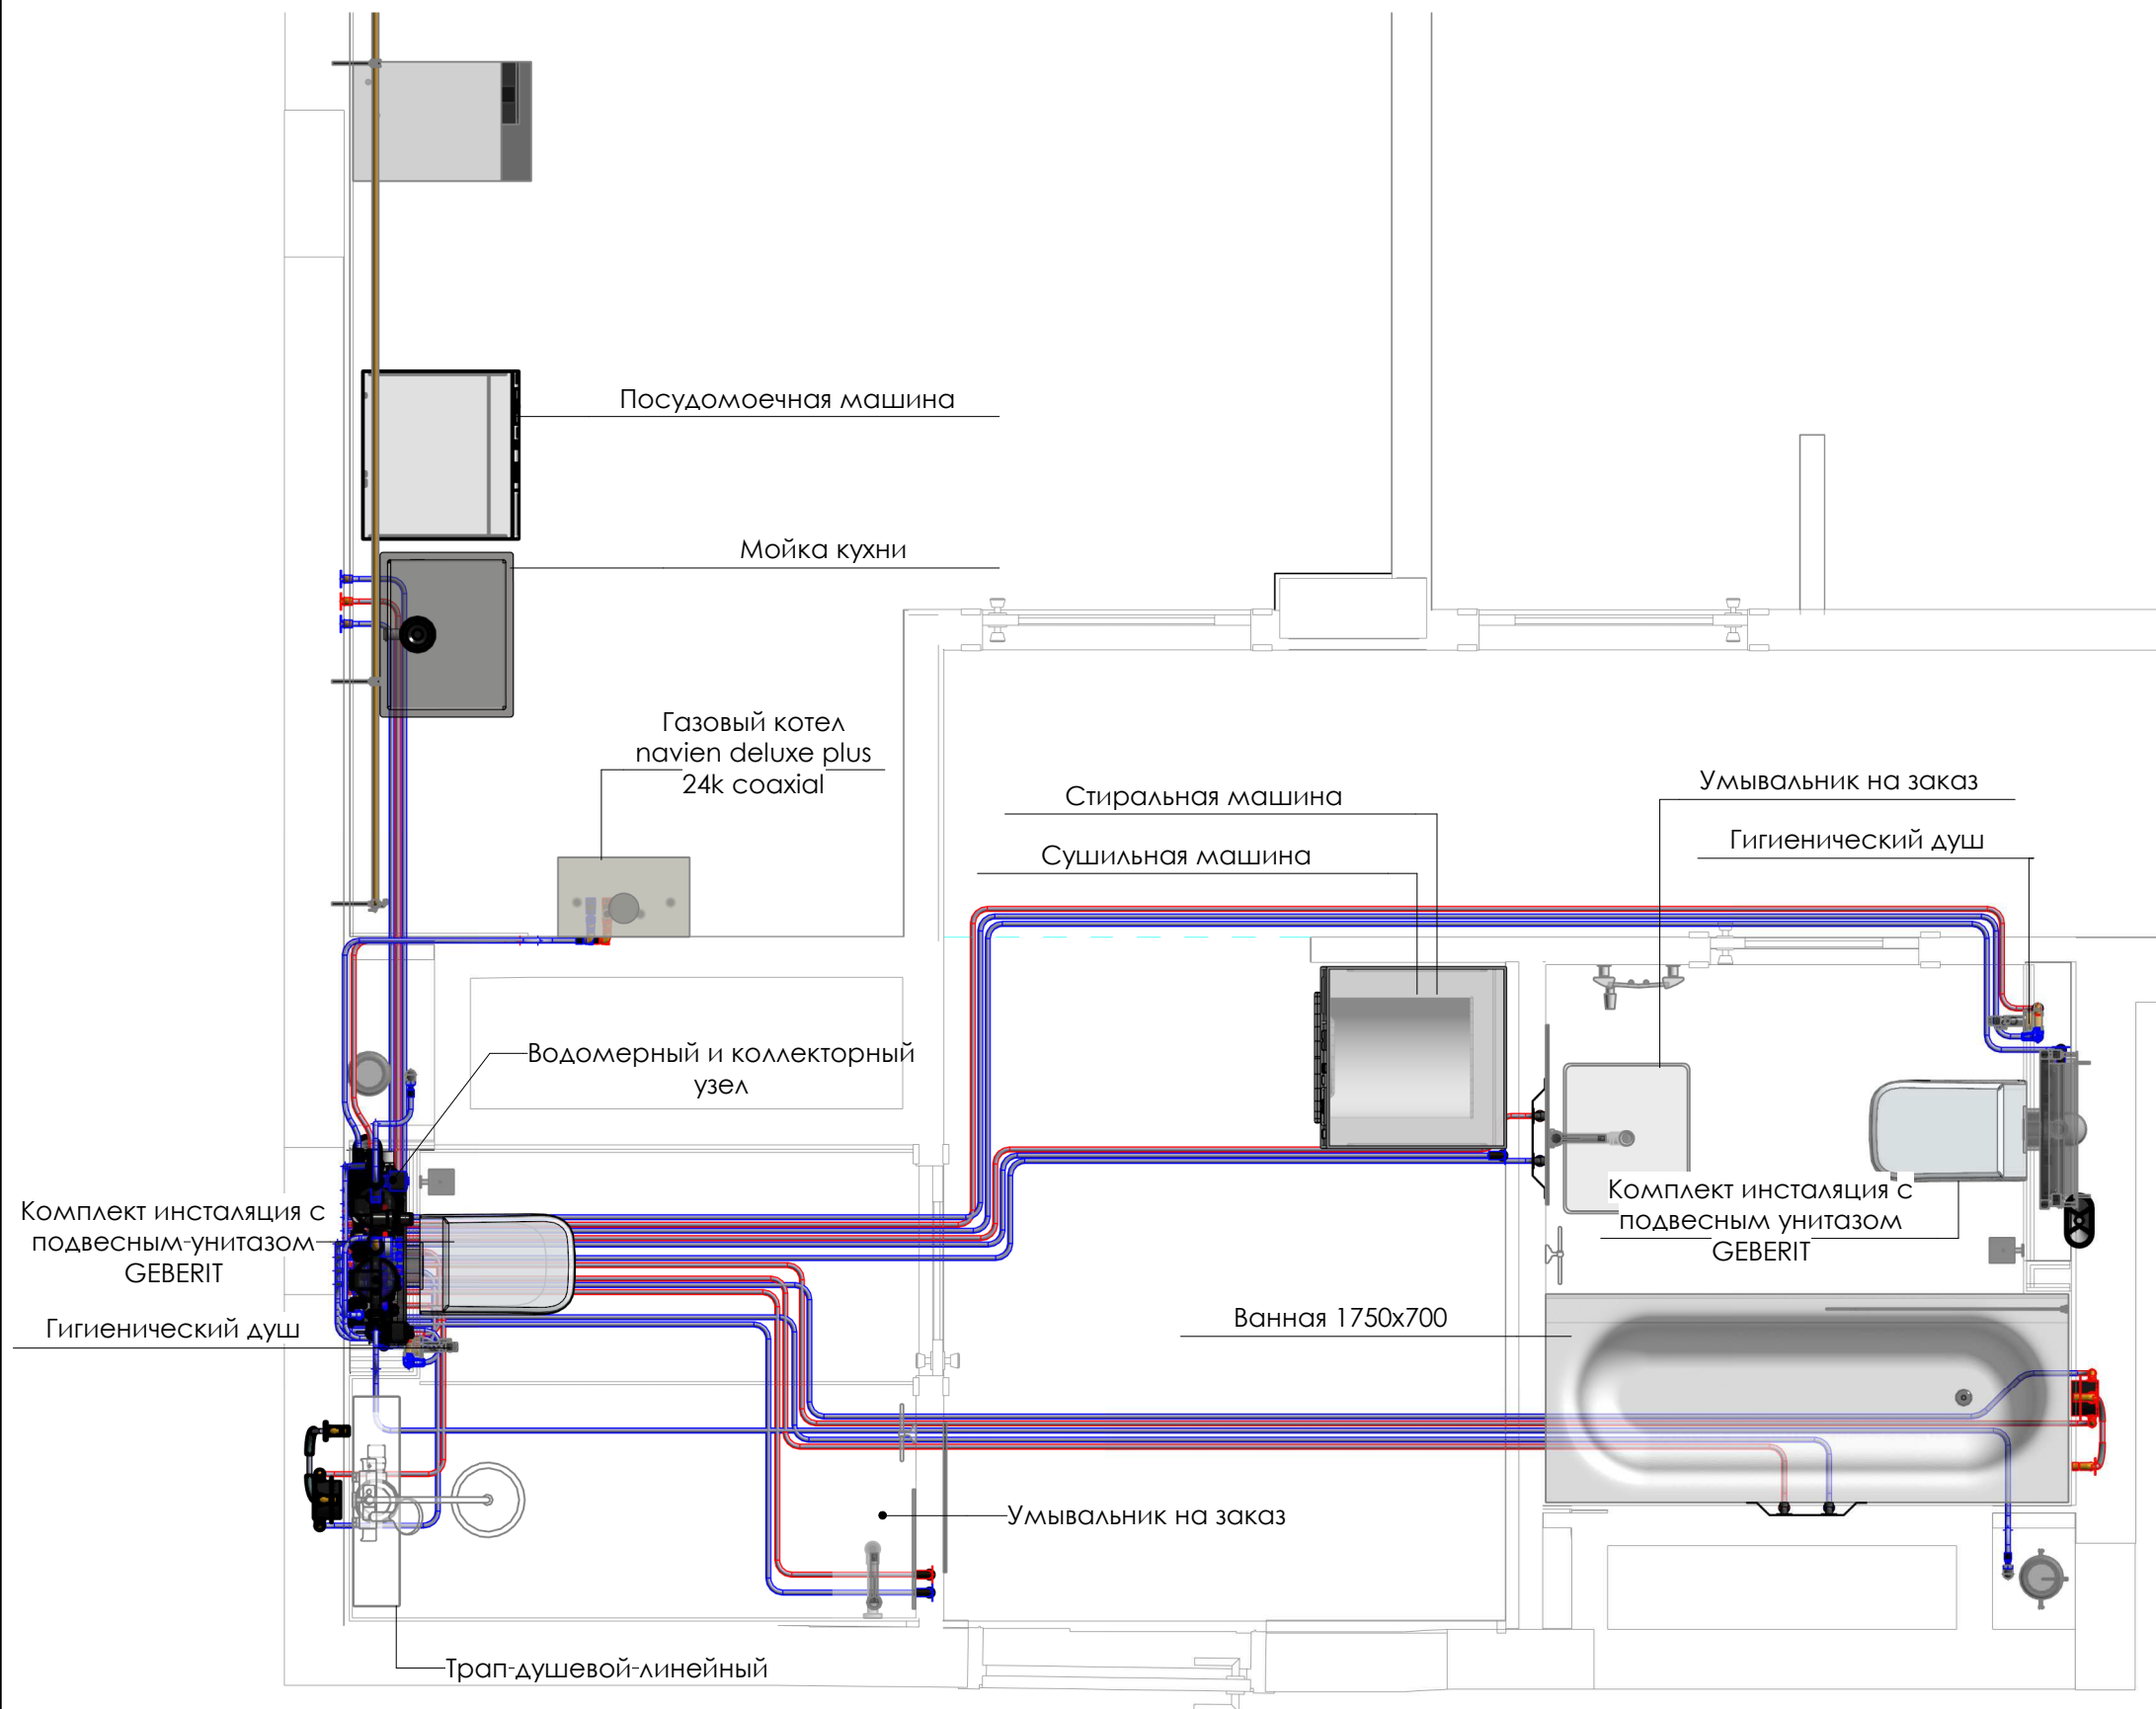 Посудомоечная машина
Мойка кухни
Газовый котел
navien deluxe plus
24k coaxial
Стиральная машина
Умывальник на заказ
Сушильная машина
Гигиенический душ
Водомерный и коллекторный
узел
Комплект инсталяция с
подвесным-унитазом
GEBERIT
Комплект инсталяция с
подвесным унитазом
GEBERIT
Гигиенический душ
Ванная 1750х700
Умывальник на заказ
Трап-душевой-линейный